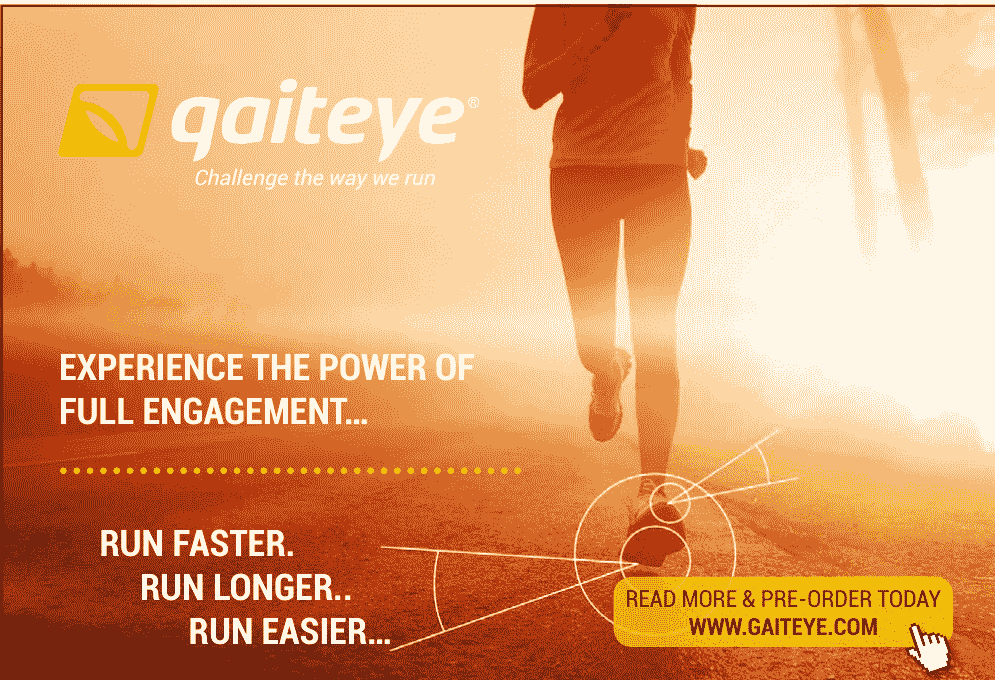 gaiteye®
Challenge the way we run
EXPERIENCE THE POWER OF
FULL ENGAGEMENT...
RUN FASTER.
RUN LONGER..
RUN EASIER...
READ MORE & PRE-ORDER TODAY
WWW.GAITEYE.COM